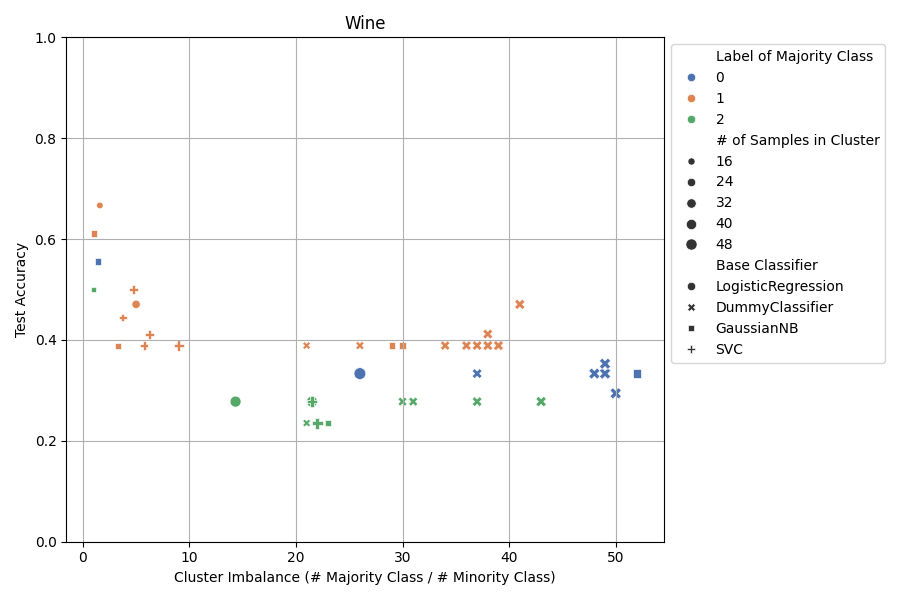 Wine
Test Accuracy
1.0
0.8
0.6
0.4
0.2
0.0
0 10 20 30 40 50
Cluster Imbalance (# Majority Class / # Minority Class)
Label of Majority Class
0
1
2
# of Samples in Cluster
16
24
32
40
48
Base Classifier
LogisticRegression
DummyClassifier
GaussianNB
SVC